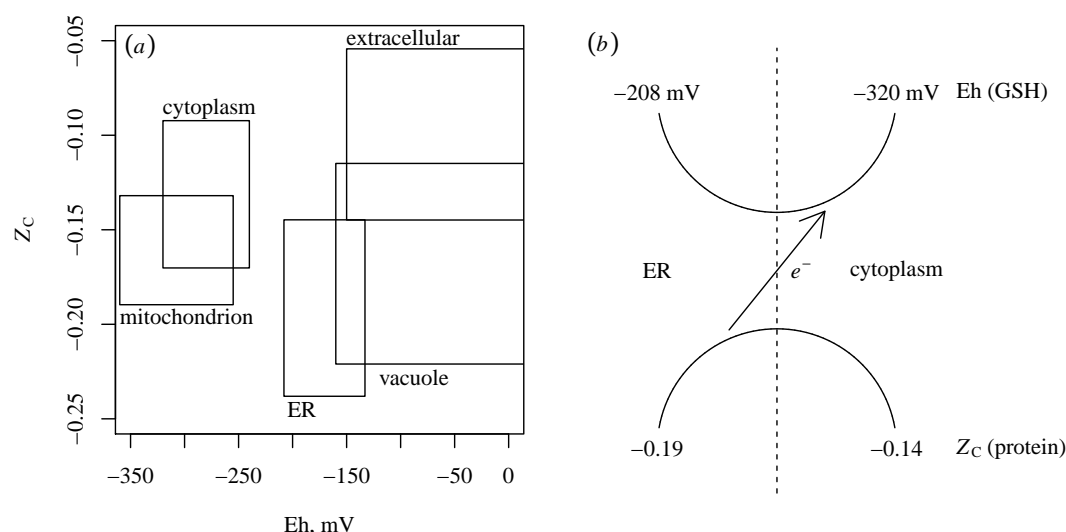 (a)
extracellular
cytoplasm
mitochondrion
ER
vacuole
−0.05
−0.10
−0.15
−0.20
−0.25
Z_C
−350 −250 −150 −50 0
Eh, mV
(b)
−208 mV −320 mV Eh (GSH)
ER e⁻ cytoplasm
−0.19 −0.14 Z_C (protein)